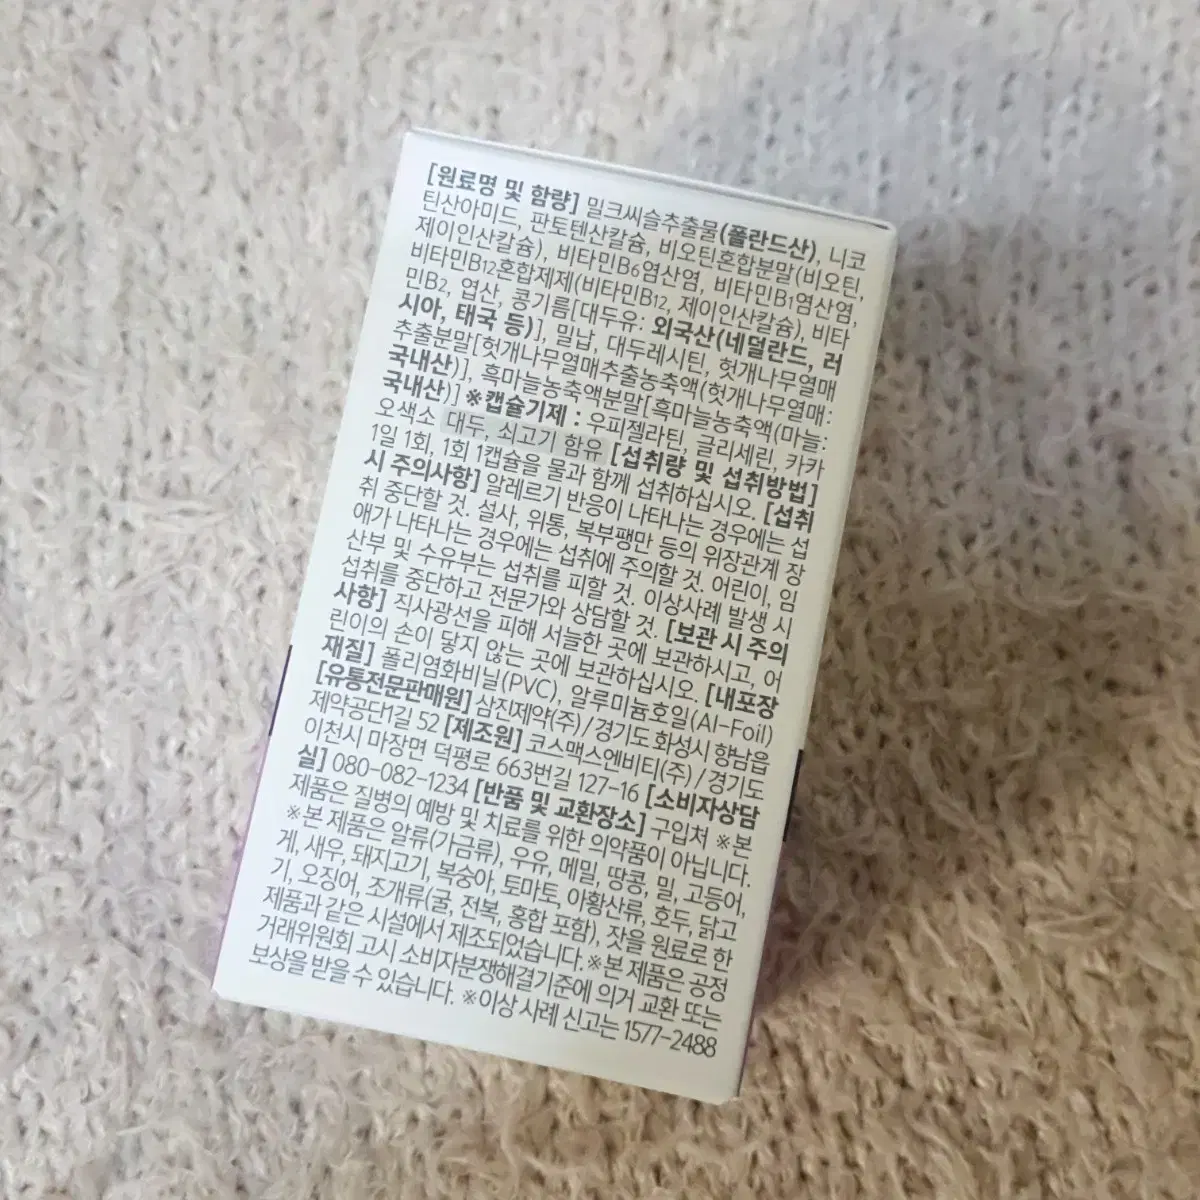 [원료명 및 함량] 밀크씨슬추출물(폴란드산), 니코
틴산아미드, 판토텐산칼슘, 비오틴혼합분말(비오틴,
제이인산칼슘), 비타민B6염산염, 비타민B1염산염,
비타민B12혼합제제(비타민B12, 제이인산칼슘), 비타
민B2, 엽산, 콩기름[대두유: 외국산(네덜란드, 러
시아, 태국 등)], 밀납, 대두레시틴, 헛개나무열매
추출분말[헛개나무열매추출농축액(헛개나무열매:
국내산)], 흑마늘농축액분말[흑마늘농축액(마늘:
국내산)] ※캡슐기제 : 우피젤라틴, 글리세린, 카카
오색소 대두, 쇠고기 함유 [섭취량 및 섭취방법]
1일 1회, 1회 1캡슐을 물과 함께 섭취하십시오. [섭취
시 주의사항] 알레르기 반응이 나타나는 경우에는 섭
취 중단할 것. 설사, 위통, 복부팽만 등의 위장관계 장
애가 나타나는 경우에는 섭취에 주의할 것. 어린이, 임
산부 및 수유부는 섭취를 피할 것. 이상사례 발생 시
섭취를 중단하고 전문가와 상담할 것. [보관 시 주의
사항] 직사광선을 피해 서늘한 곳에 보관하시고, 어
린이의 손이 닿지 않는 곳에 보관하십시오. [내포장
재질] 폴리염화비닐(PVC), 알루미늄호일(Al-Foil)
[유통전문판매원] 삼진제약(주)/경기도 화성시 향남읍
제약공단1길 52 [제조원] 코스맥스엔비티(주)/경기도
이천시 마장면 덕평로 663번길 127-16 [소비자상담
실] 080-082-1234 [반품 및 교환장소] 구입처 ※본
제품은 질병의 예방 및 치료를 위한 의약품이 아닙니다.
※본 제품은 알류(가금류), 우유, 메밀, 땅콩, 밀, 고등어,
게, 새우, 돼지고기, 복숭아, 토마토, 아황산류, 호두, 닭고
기, 오징어, 조개류(굴, 전복, 홍합 포함), 잣을 원료로 한
제품과 같은 시설에서 제조되었습니다. ※본 제품은 공정
거래위원회 고시 소비자분쟁해결기준에 의거 교환 또는
보상을 받을 수 있습니다. ※이상 사례 신고는 1577-2488